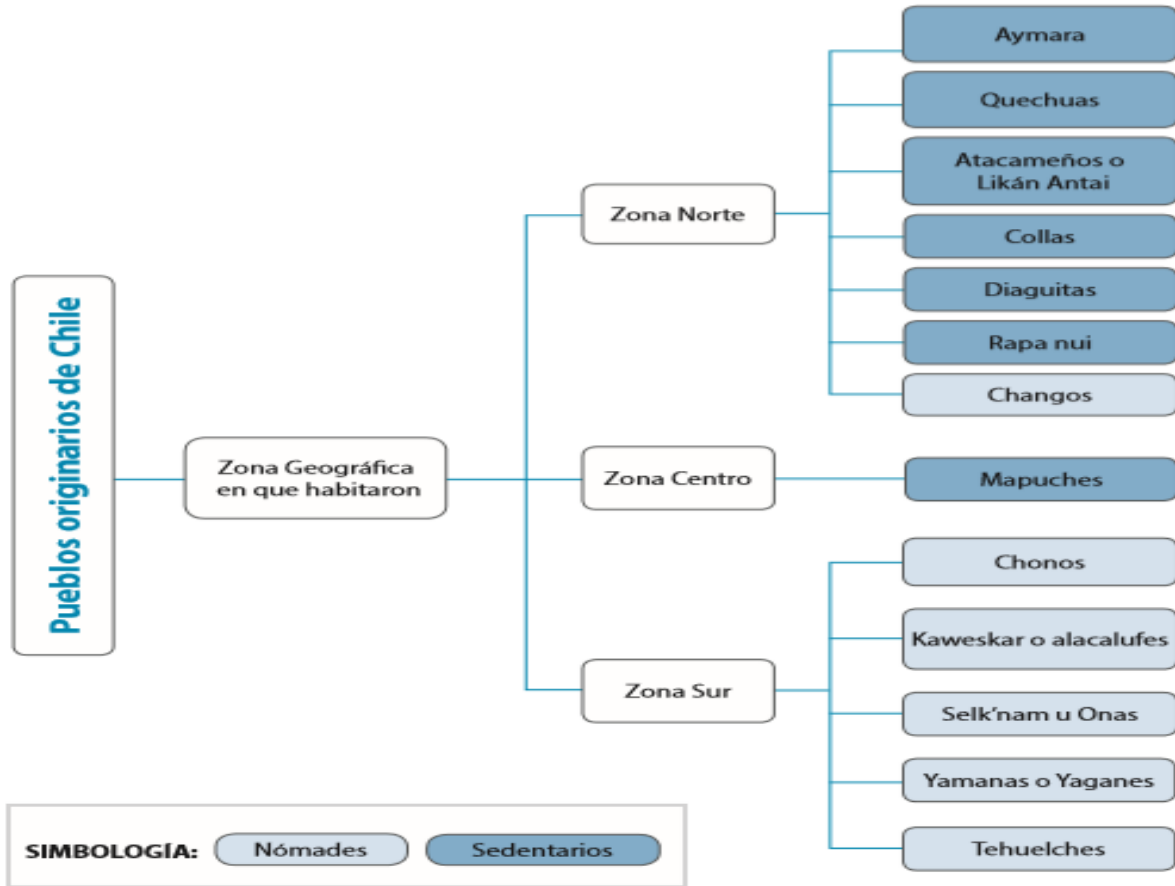 Pueblos originarios de Chile
Zona Geográfica
en que habitaron
Zona Norte
Aymara
Quechuas
Atacameños o
Likán Antai
Collas
Diaguitas
Rapa nui
Changos
Zona Centro
Mapuches
Zona Sur
Chonos
Kaweskar o alacalufes
Selk'nam u Onas
Yamanas o Yaganes
Tehuelches
SIMBOLOGÍA: Nómades Sedentarios